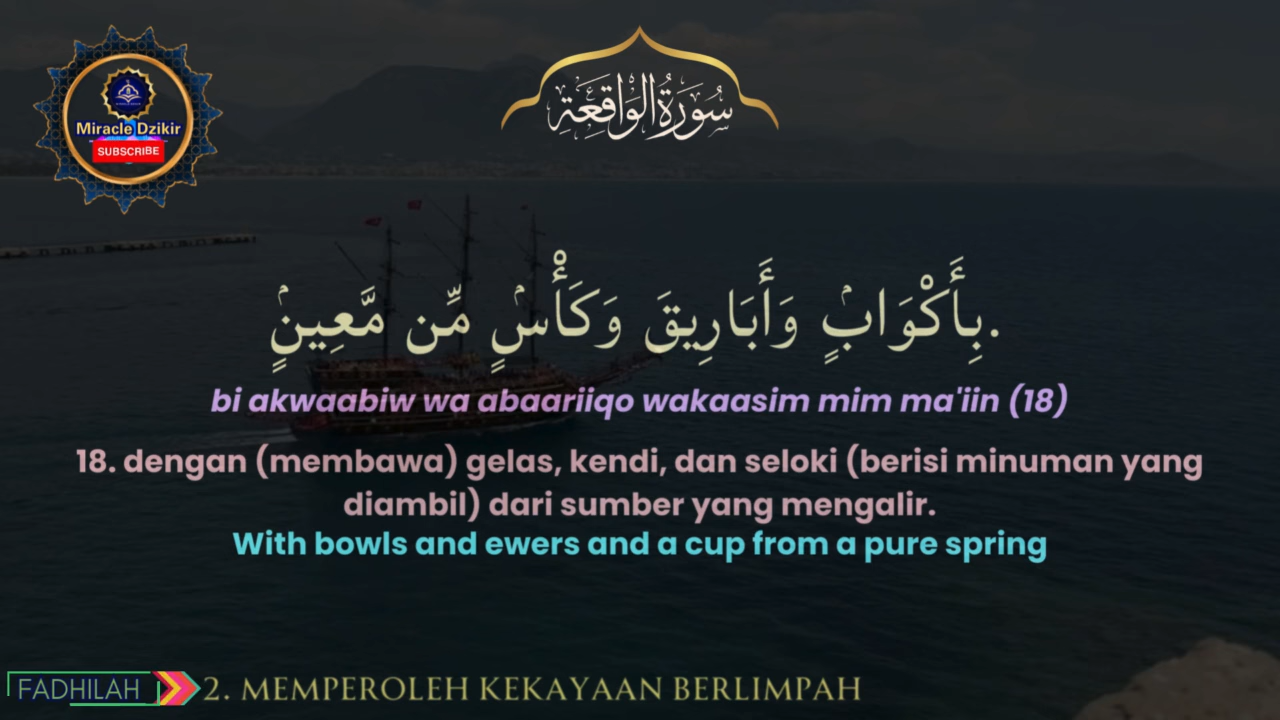 Miracle Dzikir
SUBSCRIBE
سُورَةُ الْوَاقِعَةِ
بِأَكْوَابٍۢ وَأَبَارِيقَ وَكَأْسٍۢ مِّن مَّعِينٍۢ.
bi akwaabiw wa abaariiqo wakaasim mim ma'iin (18)
18. dengan (membawa) gelas, kendi, dan seloki (berisi minuman yang
diambil) dari sumber yang mengalir.
With bowls and ewers and a cup from a pure spring
FADHILAH 2. MEMPEROLEH KEKAYAAN BERLIMPAH